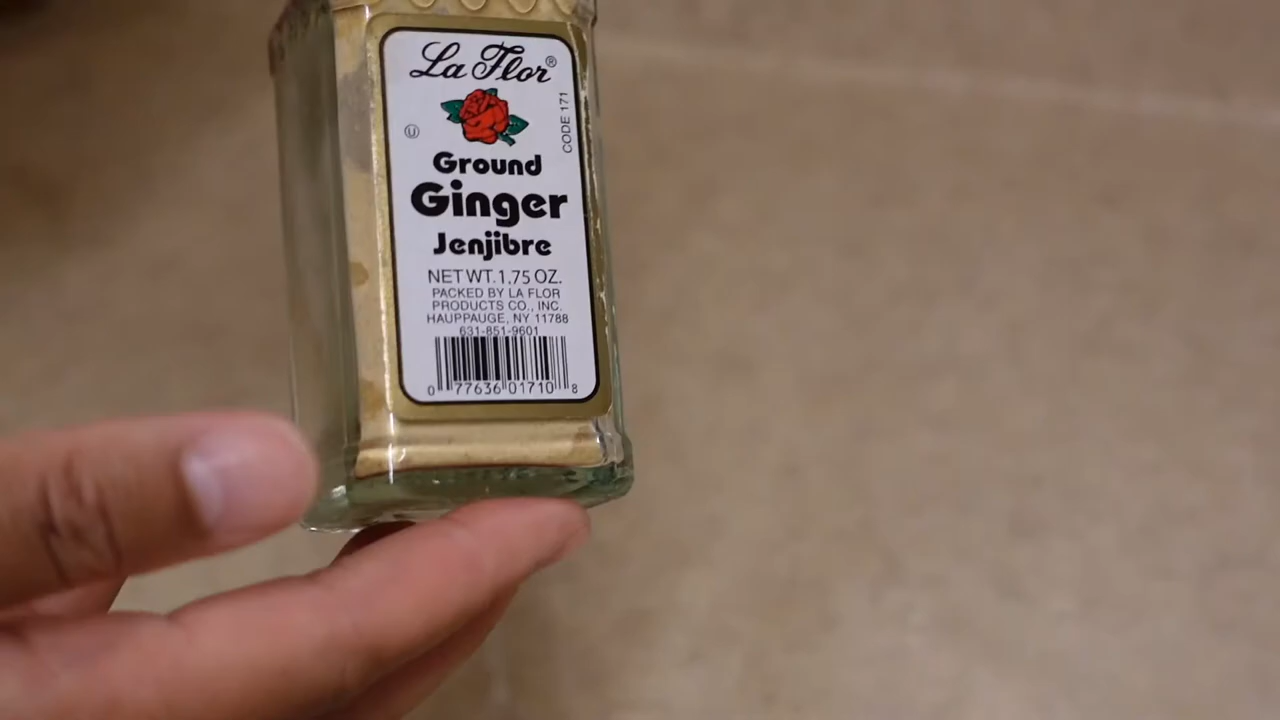 La Flor®
Ⓤ
CODE 171
Ground
Ginger
Jenjibre
NET WT. 1.75 OZ.
PACKED BY LA FLOR
PRODUCTS CO., INC.
HAUPPAUGE, NY 11788
631-851-9601
0 77636 01710 8